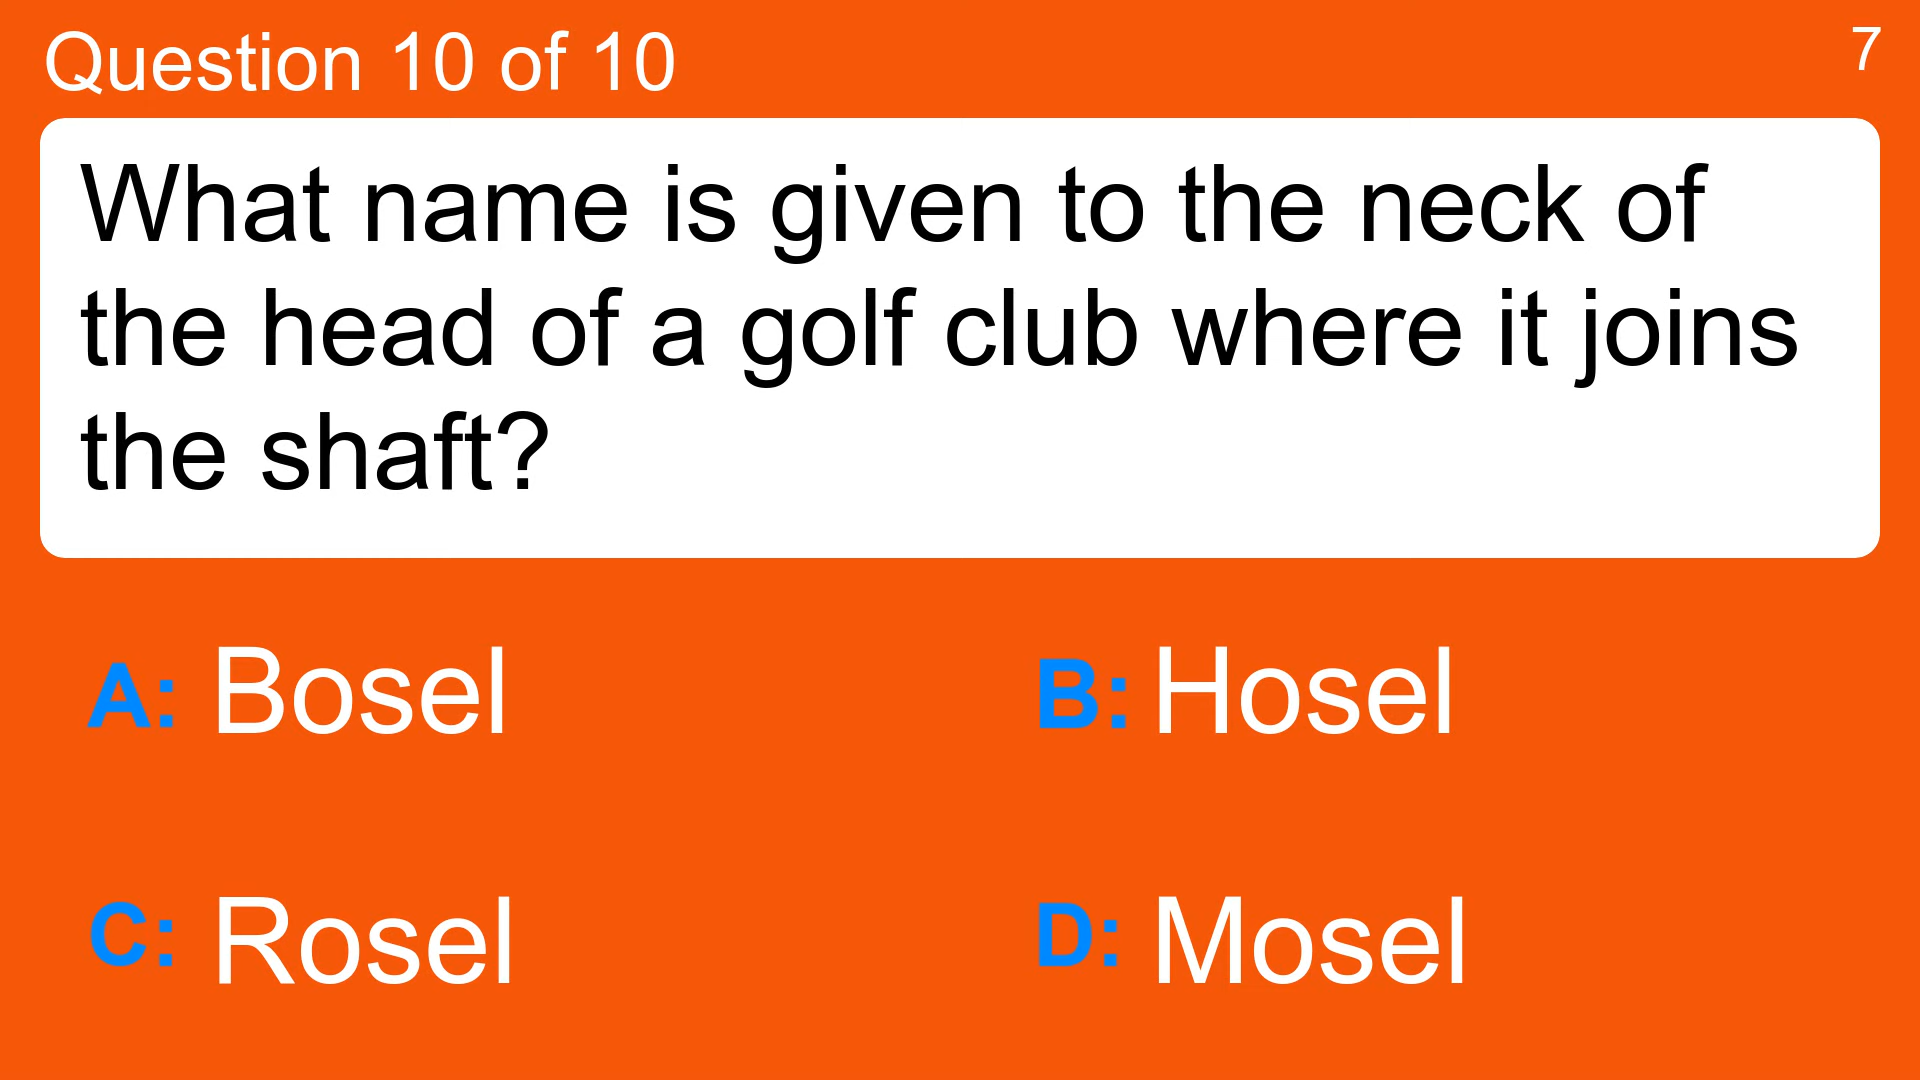 Question 10 of 10
7
What name is given to the neck of
the head of a golf club where it joins
the shaft?
A: Bosel
B: Hosel
C: Rosel
D: Mosel